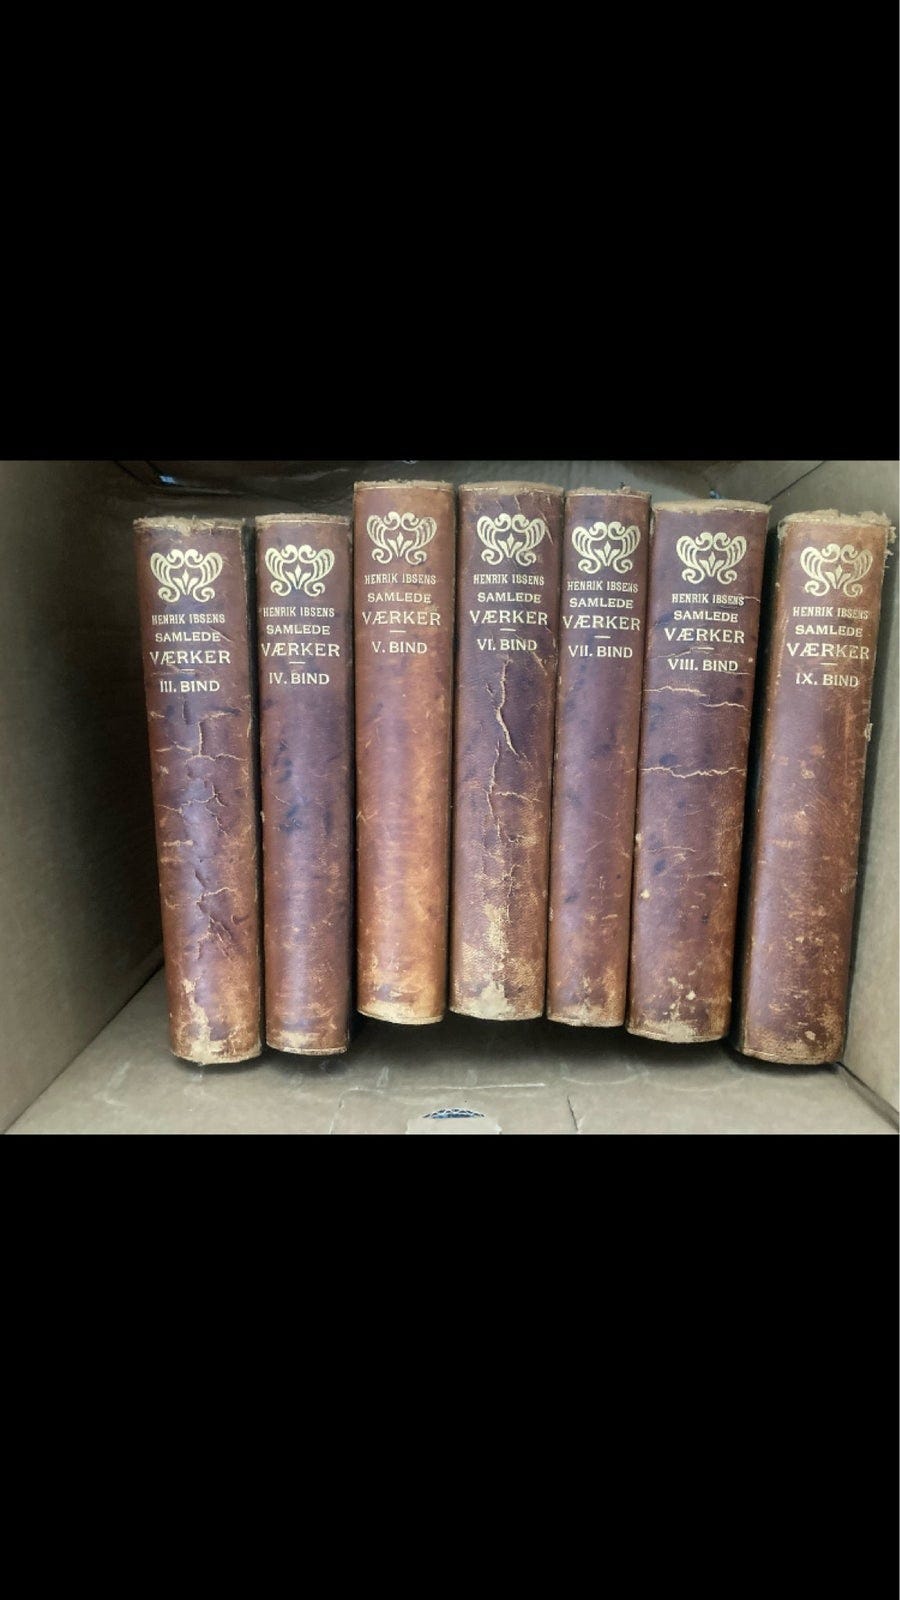 HENRIK IBSENS
SAMLEDE
VÆRKER
III. BIND
HENRIK IBSENS
SAMLEDE
VÆRKER
IV. BIND
HENRIK IBSENS
SAMLEDE
VÆRKER
V. BIND
HENRIK IBSENS
SAMLEDE
VÆRKER
VI. BIND
HENRIK IBSENS
SAMLEDE
VÆRKER
VII. BIND
HENRIK IBSENS
SAMLEDE
VÆRKER
VIII. BIND
HENRIK IBSENS
SAMLEDE
VÆRKER
IX. BIND